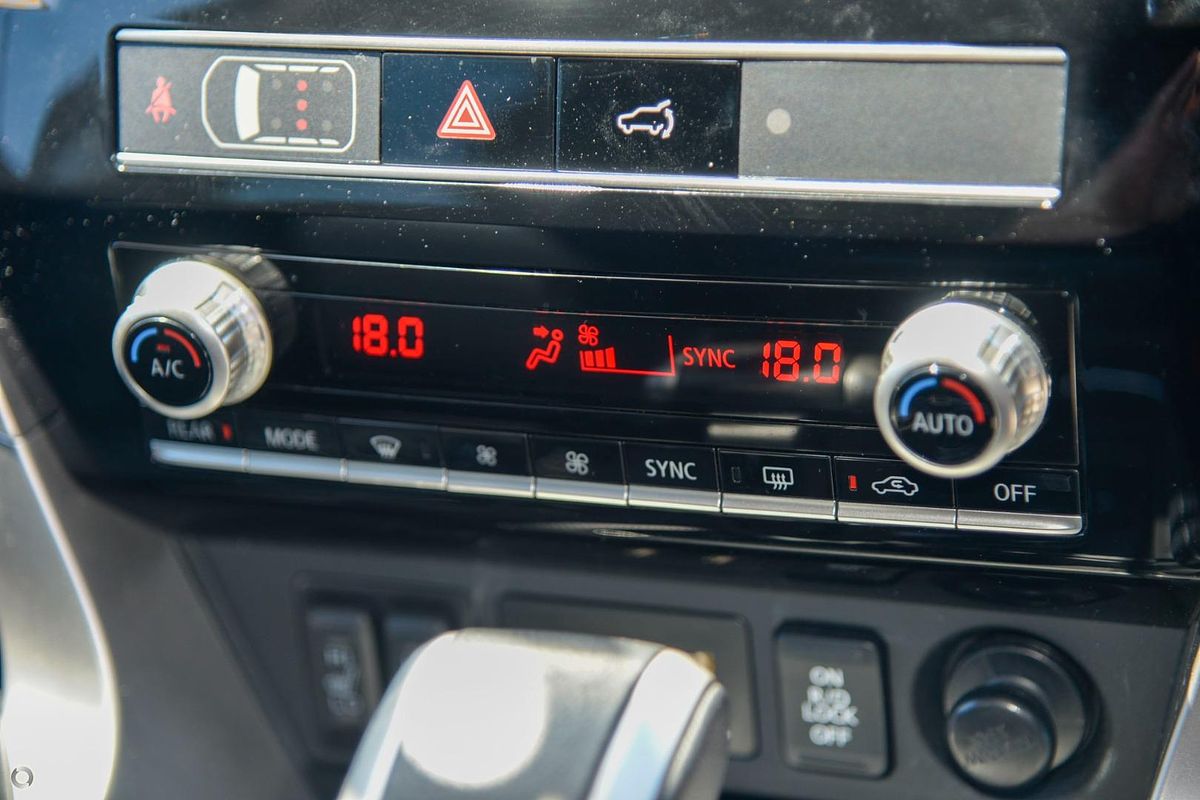 18.0 SYNC 18.0
A/C
AUTO
REAR MODE SYNC OFF
ON
R/D
LOCK
OFF